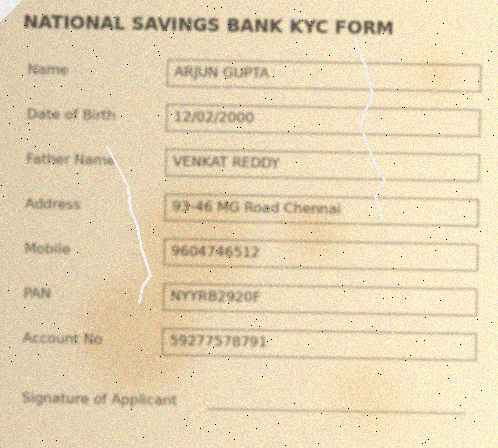 NATIONAL SAVINGS BANK KYC FORM
Name ARJUN GUPTA
Date of Birth 12/02/2000
Father Name VENKAT REDDY
Address 93-46 MG Road Chennai
Mobile 9604746512
PAN NYYRB2920F
Account No 59277578791
Signature of Applicant